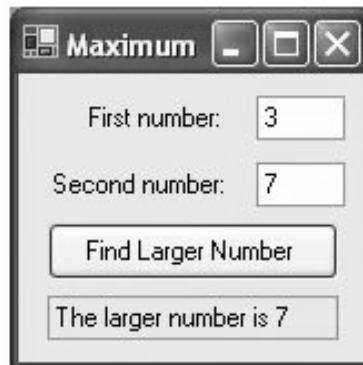 Maximum
First number: 3
Second number: 7
Find Larger Number
The larger number is 7